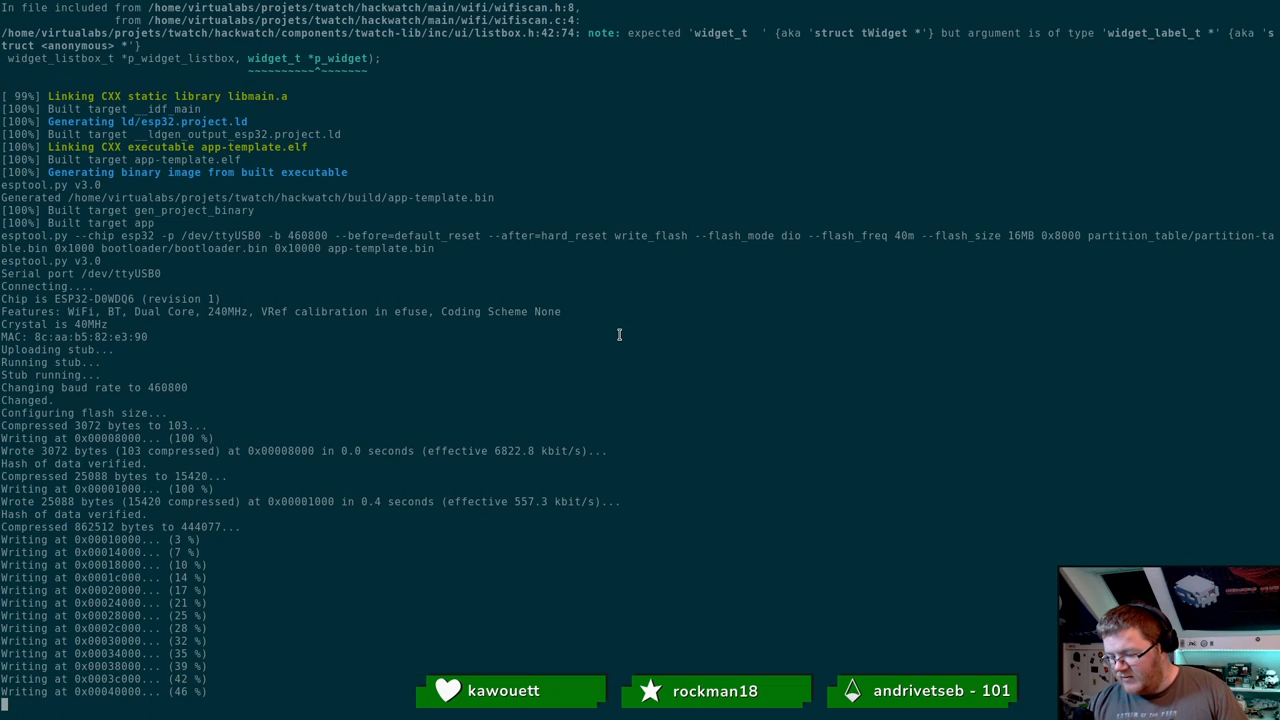 In file included from /home/virtualabs/projets/twatch/hackwatch/main/wifi/wifiscan.h:8,
from /home/virtualabs/projets/twatch/hackwatch/main/wifi/wifiscan.c:4:
/home/virtualabs/projets/twatch/hackwatch/components/twatch-lib/inc/ui/listbox.h:42:74: note: expected 'widget_t  ' {aka 'struct tWidget *'} but argument is of type 'widget_label_t *' {aka 's
truct <anonymous> *'}
widget_listbox_t *p_widget_listbox, widget_t *p_widget);
~~~~~~~~~~^~~~~~~~
[ 99%] Linking CXX static library libmain.a
[100%] Built target __idf_main
[100%] Generating ld/esp32.project.ld
[100%] Built target __ldgen_output_esp32.project.ld
[100%] Linking CXX executable app-template.elf
[100%] Built target app-template.elf
[100%] Generating binary image from built executable
esptool.py v3.0
Generated /home/virtualabs/projets/twatch/hackwatch/build/app-template.bin
[100%] Built target gen_project_binary
[100%] Built target app
esptool.py --chip esp32 -p /dev/ttyUSB0 -b 460800 --before=default_reset --after=hard_reset write_flash --flash_mode dio --flash_freq 40m --flash_size 16MB 0x8000 partition_table/partition-ta
ble.bin 0x1000 bootloader/bootloader.bin 0x10000 app-template.bin
esptool.py v3.0
Serial port /dev/ttyUSB0
Connecting....
Chip is ESP32-D0WDQ6 (revision 1)
Features: WiFi, BT, Dual Core, 240MHz, VRef calibration in efuse, Coding Scheme None
Crystal is 40MHz
MAC: 8c:aa:b5:82:e3:90
Uploading stub...
Running stub...
Stub running...
Changing baud rate to 460800
Changed.
Configuring flash size...
Compressed 3072 bytes to 103...
Writing at 0x00008000... (100 %)
Wrote 3072 bytes (103 compressed) at 0x00008000 in 0.0 seconds (effective 6822.8 kbit/s)...
Hash of data verified.
Compressed 25088 bytes to 15420...
Writing at 0x00001000... (100 %)
Wrote 25088 bytes (15420 compressed) at 0x00001000 in 0.4 seconds (effective 557.3 kbit/s)...
Hash of data verified.
Compressed 862512 bytes to 444077...
Writing at 0x00010000... (3 %)
Writing at 0x00014000... (7 %)
Writing at 0x00018000... (10 %)
Writing at 0x0001c000... (14 %)
Writing at 0x00020000... (17 %)
Writing at 0x00024000... (21 %)
Writing at 0x00028000... (25 %)
Writing at 0x0002c000... (28 %)
Writing at 0x00030000... (32 %)
Writing at 0x00034000... (35 %)
Writing at 0x00038000... (39 %)
Writing at 0x0003c000... (42 %)
Writing at 0x00040000... (46 %)
kawouett
rockman18
andrivetseb - 101